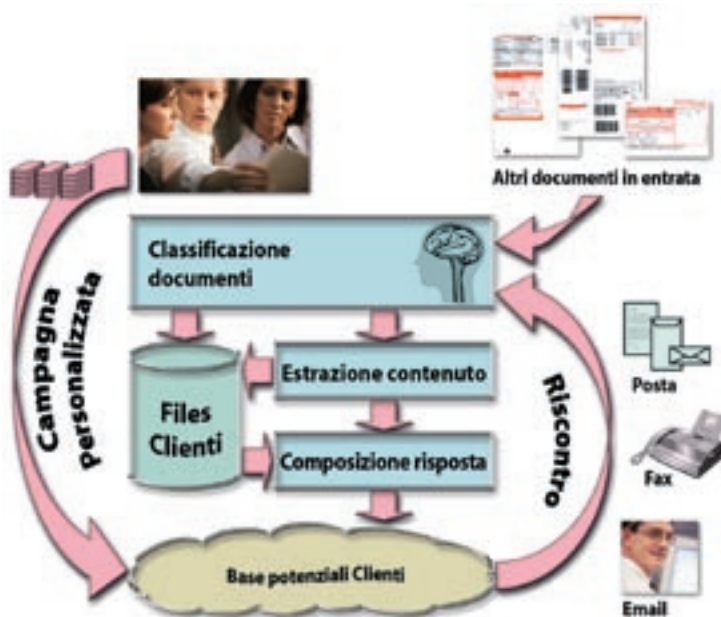 Altri documenti in entrata
Classificazione
documenti
Campagna
personalizzata
Files
Clienti
Estrazione contenuto
Composizione risposta
Riscontro
Posta
Fax
Base potenziali Clienti
Email